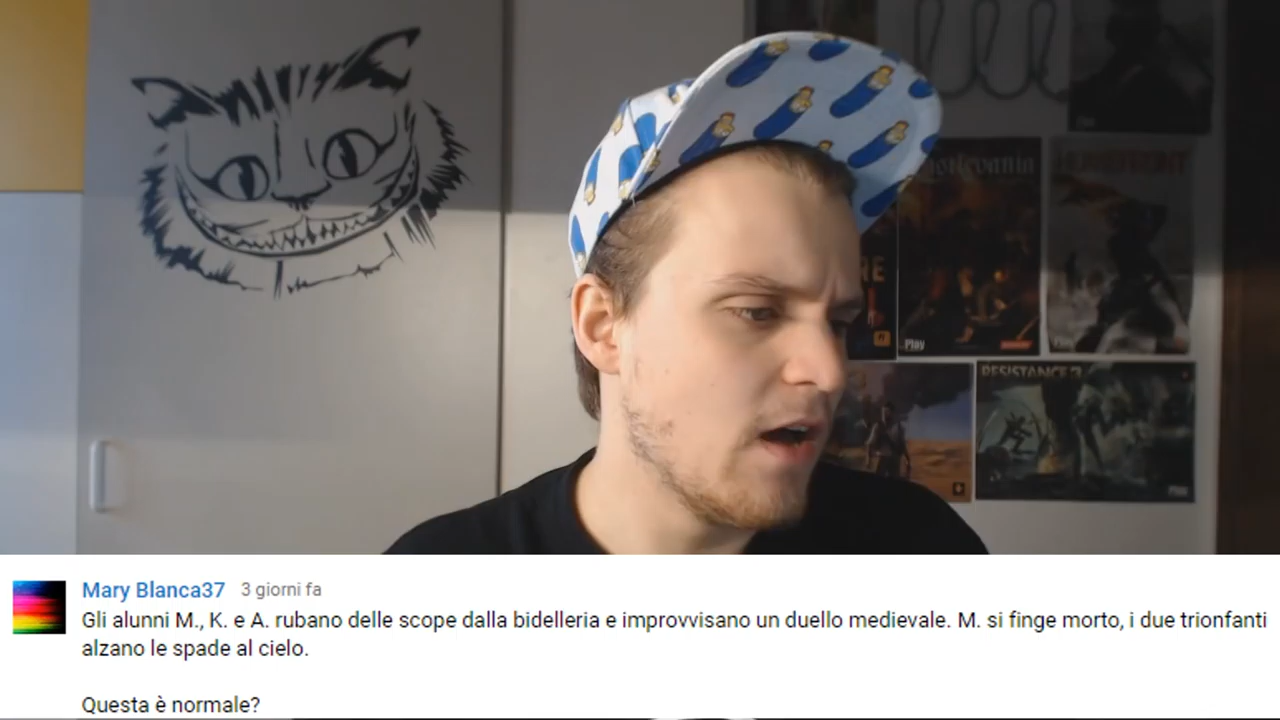 RESISTANCE 3
Play
Mary Blanca37 3 giorni fa
Gli alunni M., K. e A. rubano delle scope dalla bidelleria e improvvisano un duello medievale. M. si finge morto, i due trionfanti
alzano le spade al cielo.
Questa è normale?